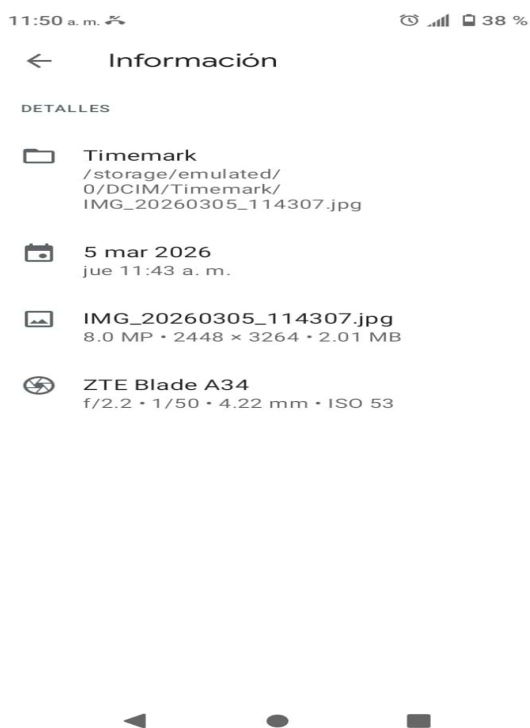 11:50 a. m.
38 %
Información
DETALLES
Timemark
/storage/emulated/
0/DCIM/Timemark/
IMG_20260305_114307.jpg
5 mar 2026
jue 11:43 a. m.
IMG_20260305_114307.jpg
8.0 MP • 2448 × 3264 • 2.01 MB
ZTE Blade A34
f/2.2 • 1/50 • 4.22 mm • ISO 53